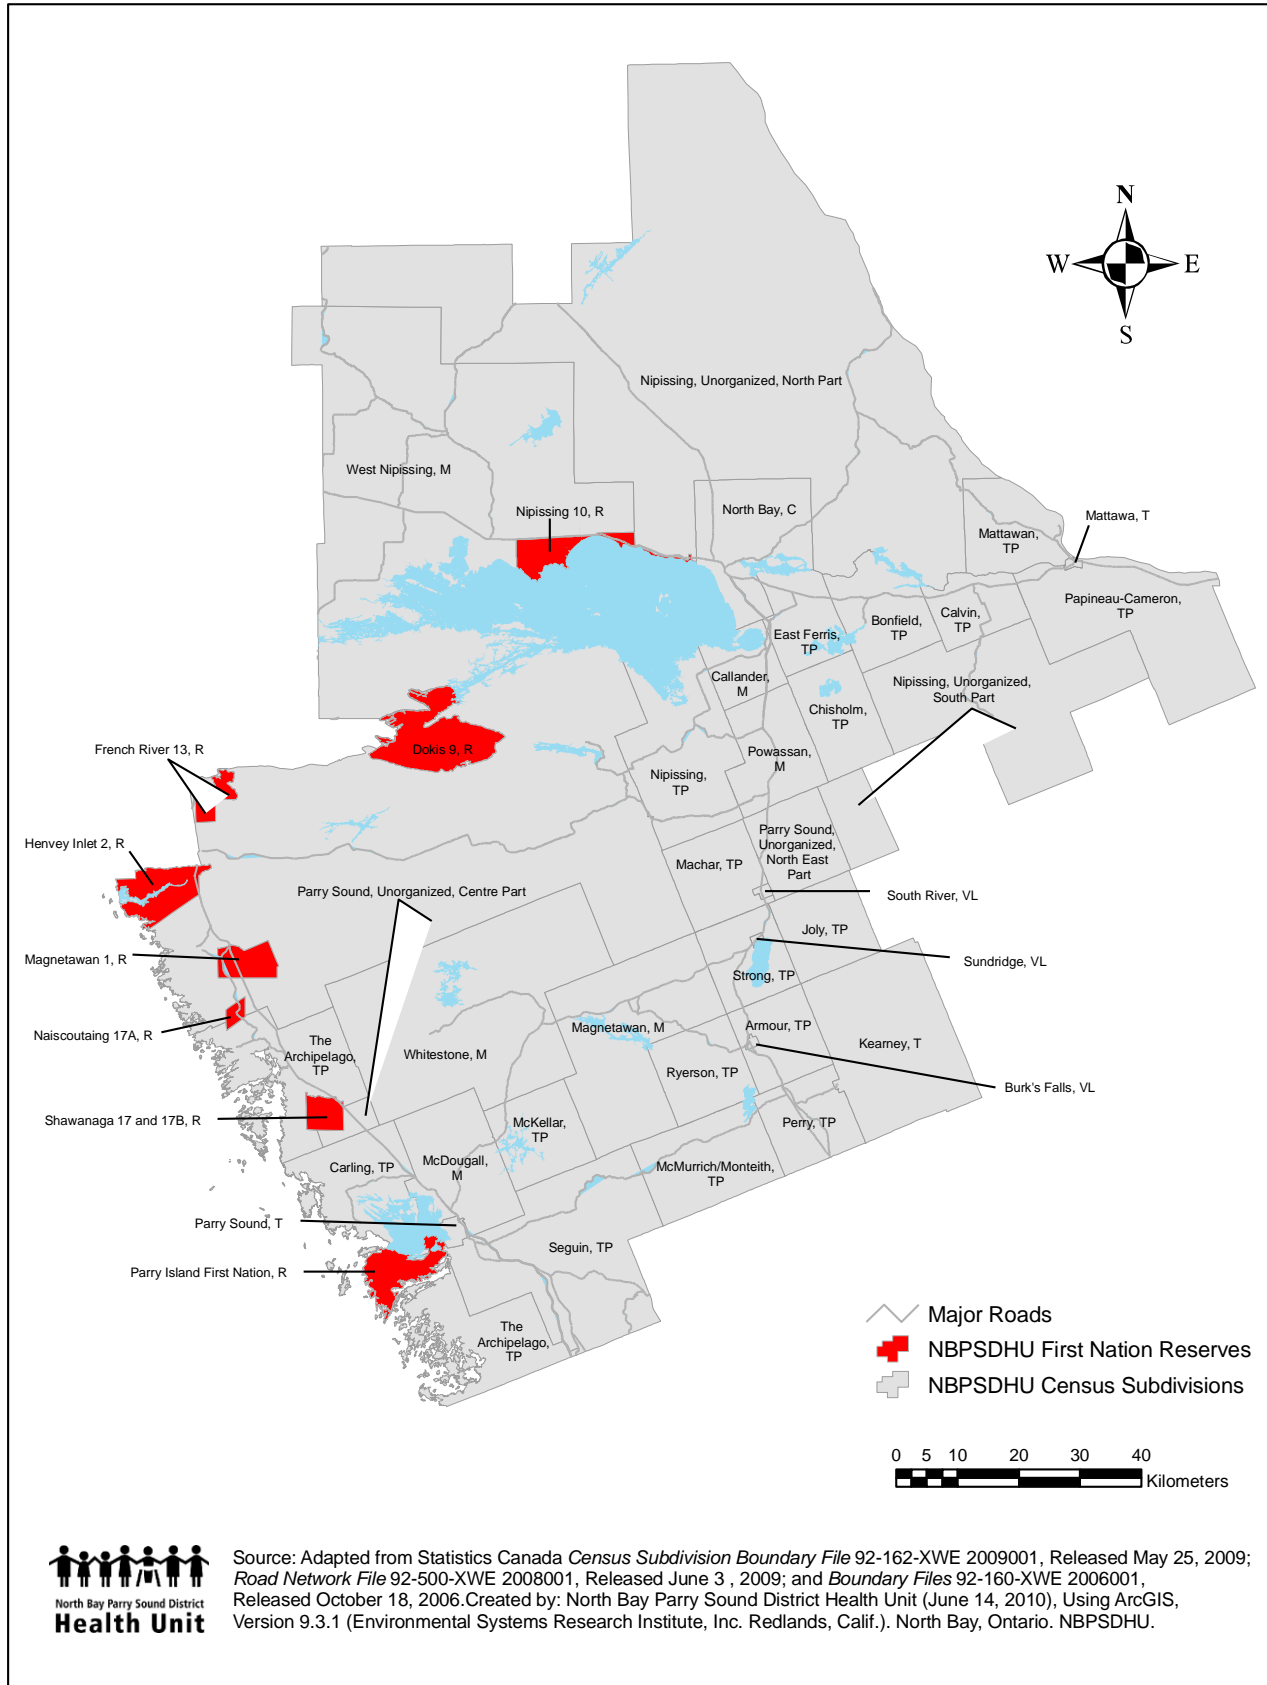 N
W
E
S
Nipissing, Unorganized, North Part
West Nipissing, M
Nipissing 10, R
North Bay, C
Mattawa, T
Mattawan,
TP
Papineau-Cameron,
TP
East Ferris,
TP
Bonfield,
TP
Calvin,
TP
Callander,
M
Nipissing, Unorganized,
South Part
Chisholm,
TP
French River 13, R
Dokis 9, R
Powassan,
M
Nipissing,
TP
Henvey Inlet 2, R
Parry Sound,
Unorganized,
North East
Part
Machar, TP
Parry Sound, Unorganized, Centre Part
South River, VL
Joly, TP
Magnetawan 1, R
Sundridge, VL
Strong, TP
Naiscoutaing 17A, R
The
Archipelago,
TP
Whitestone, M
Magnetawan, M
Armour, TP
Kearney, T
Ryerson, TP
Burk's Falls, VL
Shawanaga 17 and 17B, R
McKellar,
TP
Perry, TP
Carling, TP
McDougall,
M
McMurrich/Monteith,
TP
Parry Sound, T
Seguin, TP
Parry Island First Nation, R
The
Archipelago,
TP
Major Roads
NBPSDHU First Nation Reserves
NBPSDHU Census Subdivisions
0 5 10 20 30 40
Kilometers
North Bay Parry Sound District
Health Unit
Source: Adapted from Statistics Canada Census Subdivision Boundary File 92-162-XWE 2009001, Released May 25, 2009;
Road Network File 92-500-XWE 2008001, Released June 3 , 2009; and Boundary Files 92-160-XWE 2006001,
Released October 18, 2006.Created by: North Bay Parry Sound District Health Unit (June 14, 2010), Using ArcGIS,
Version 9.3.1 (Environmental Systems Research Institute, Inc. Redlands, Calif.). North Bay, Ontario. NBPSDHU.